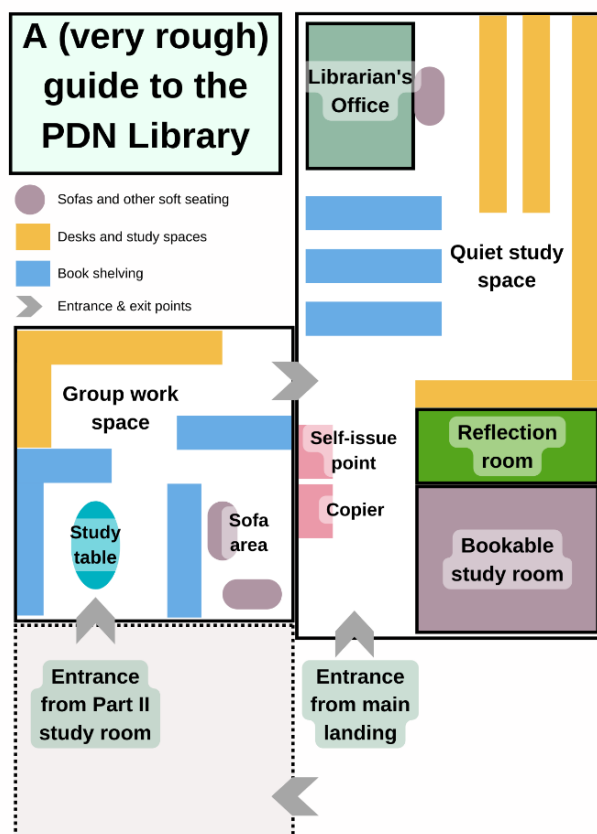 A (very rough)
guide to the
PDN Library
Sofas and other soft seating
Desks and study spaces
Book shelving
Entrance & exit points
Librarian's
Office
Quiet study
space
Group work
space
Self-issue
point
Copier
Reflection
room
Bookable
study room
Study
table
Sofa
area
Entrance
from Part II
study room
Entrance
from main
landing